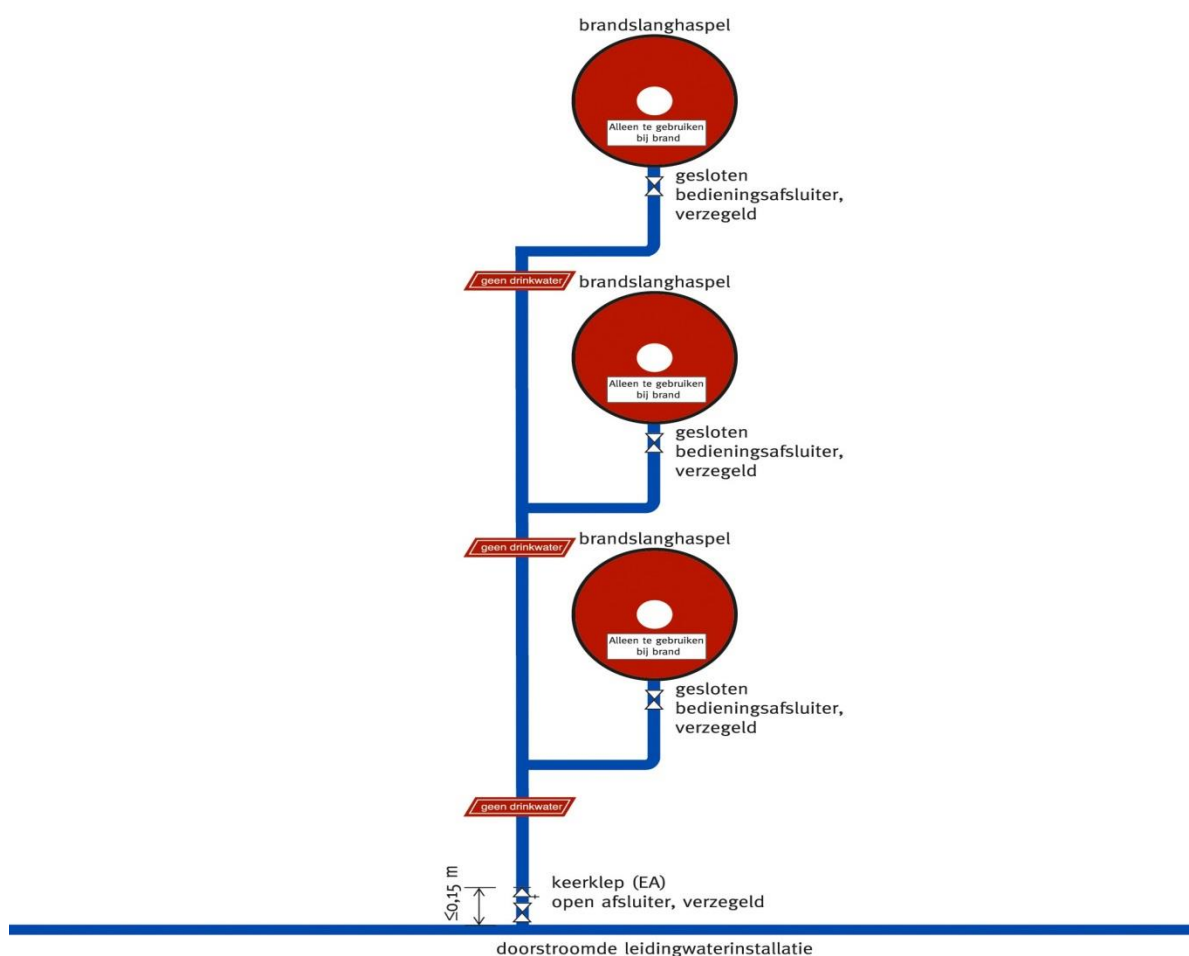 brandslanghaspel
Alleen te gebruiken
bij brand
gesloten
bedieningsafsluiter,
verzegeld
geen drinkwater
brandslanghaspel
Alleen te gebruiken
bij brand
gesloten
bedieningsafsluiter,
verzegeld
geen drinkwater
brandslanghaspel
Alleen te gebruiken
bij brand
gesloten
bedieningsafsluiter,
verzegeld
geen drinkwater
≤0,15 m
keerklep (EA)
open afsluiter, verzegeld
doorstroomde leidingwaterinstallatie